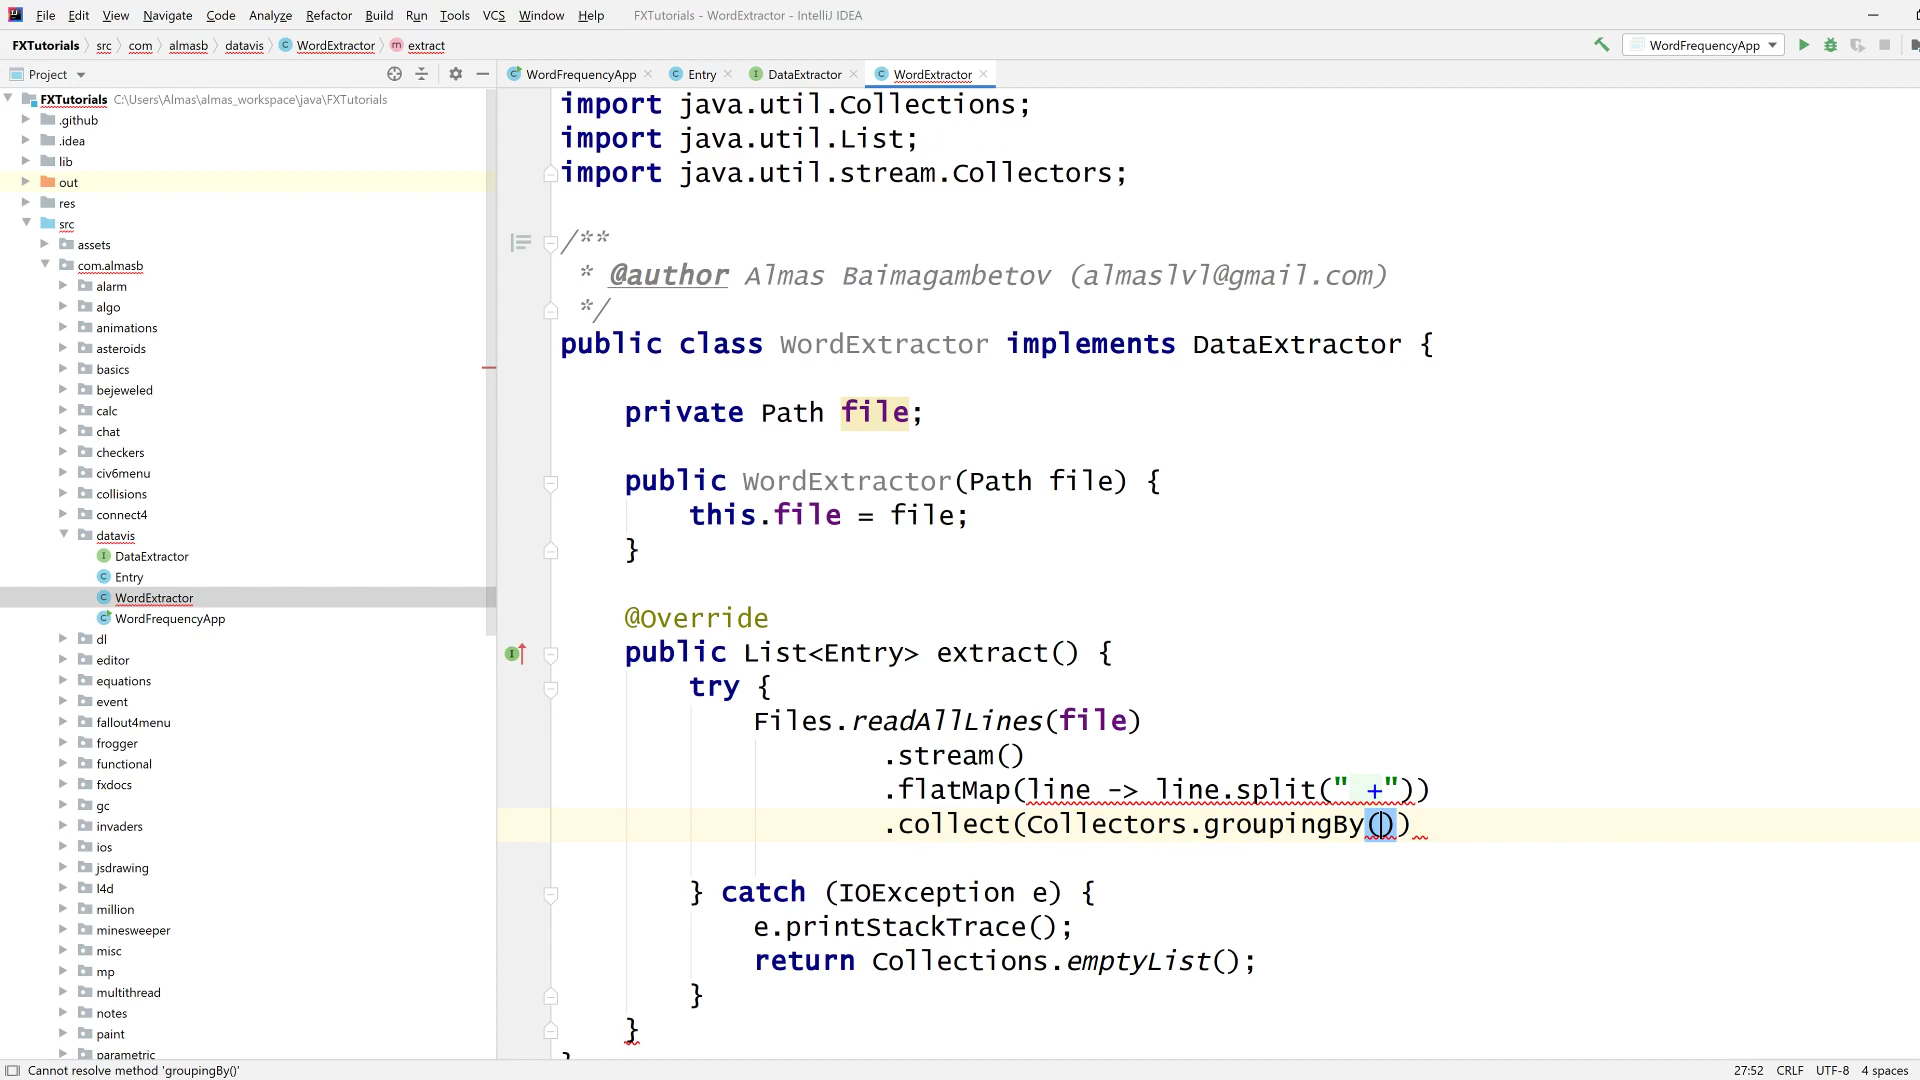 File Edit View Navigate Code Analyze Refactor Build Run Tools VCS Window Help FXTutorials - WordExtractor - IntelliJ IDEA
FXTutorials src com almasb datavis WordExtractor extract WordFrequencyApp
Project WordFrequencyApp Entry DataExtractor WordExtractor
FXTutorials C:\Users\Almas\almas_workspace\java\FXTutorials
.github
.idea
lib
out
res
src
assets
com.almasb
alarm
algo
animations
asteroids
basics
bejeweled
calc
chat
checkers
civ6menu
collisions
connect4
datavis
DataExtractor
Entry
WordExtractor
WordFrequencyApp
dl
editor
equations
event
fallout4menu
frogger
functional
fxdocs
gc
invaders
ios
jsdrawing
l4d
million
minesweeper
misc
mp
multithread
notes
paint
parametric
import java.util.Collections;
import java.util.List;
import java.util.stream.Collectors;
/**
* @author Almas Baimagambetov (almaslvl@gmail.com)
*/
public class WordExtractor implements DataExtractor {
private Path file;
public WordExtractor(Path file) {
this.file = file;
}
@Override
public List<Entry> extract() {
try {
Files.readAllLines(file)
.stream()
.flatMap(line -> line.split(" +"))
.collect(Collectors.groupingBy())
} catch (IOException e) {
e.printStackTrace();
return Collections.emptyList();
}
}
Cannot resolve method 'groupingBy()' 27:52 CRLF UTF-8 4 spaces